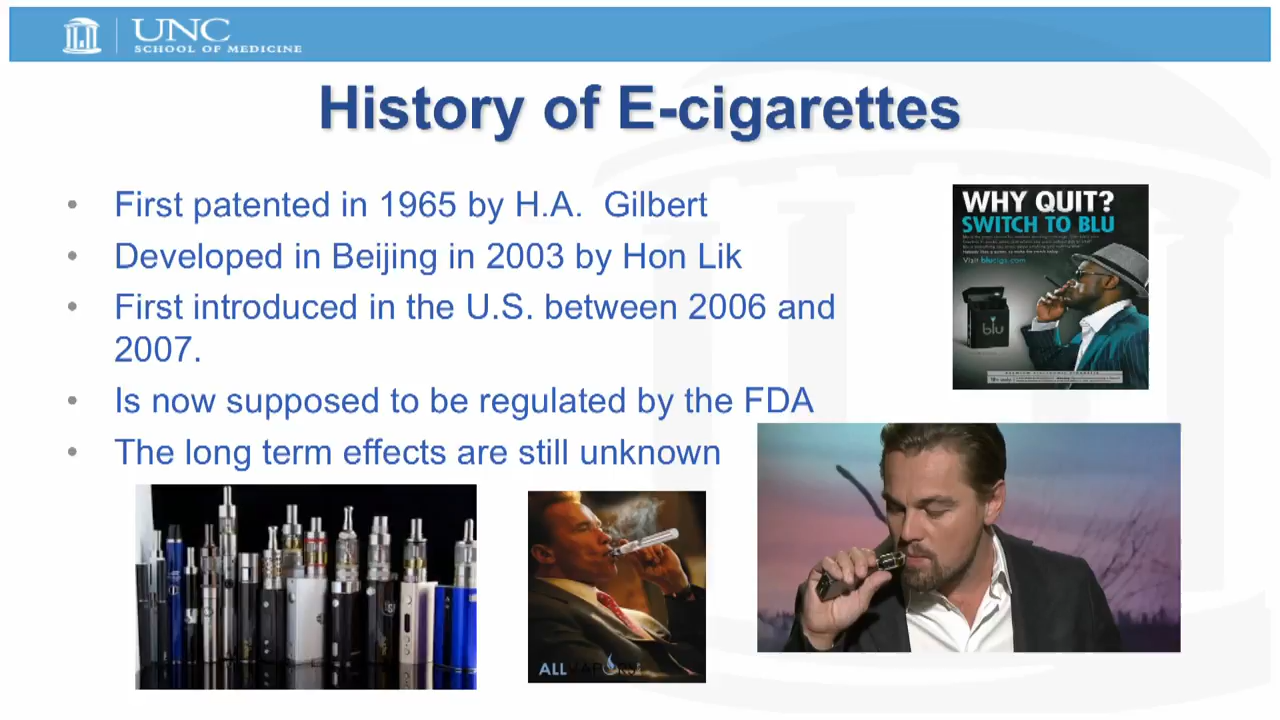 UNC
SCHOOL OF MEDICINE
History of E-cigarettes
• First patented in 1965 by H.A. Gilbert
• Developed in Beijing in 2003 by Hon Lik
• First introduced in the U.S. between 2006 and
2007.
• Is now supposed to be regulated by the FDA
• The long term effects are still unknown
WHY QUIT?
SWITCH TO BLU
Visit blucigs.com
blu
ALL VAPORS